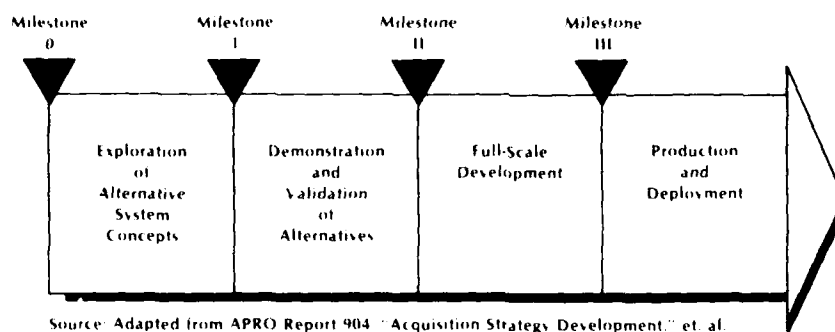 Milestone Milestone Milestone Milestone
0 I II III
Exploration
of
Alternative
System
Concepts
Demonstration
and
Validation
of
Alternatives
Full-Scale
Development
Production
and
Deployment
Source: Adapted from APRO Report 904 "Acquisition Strategy Development," et. al.